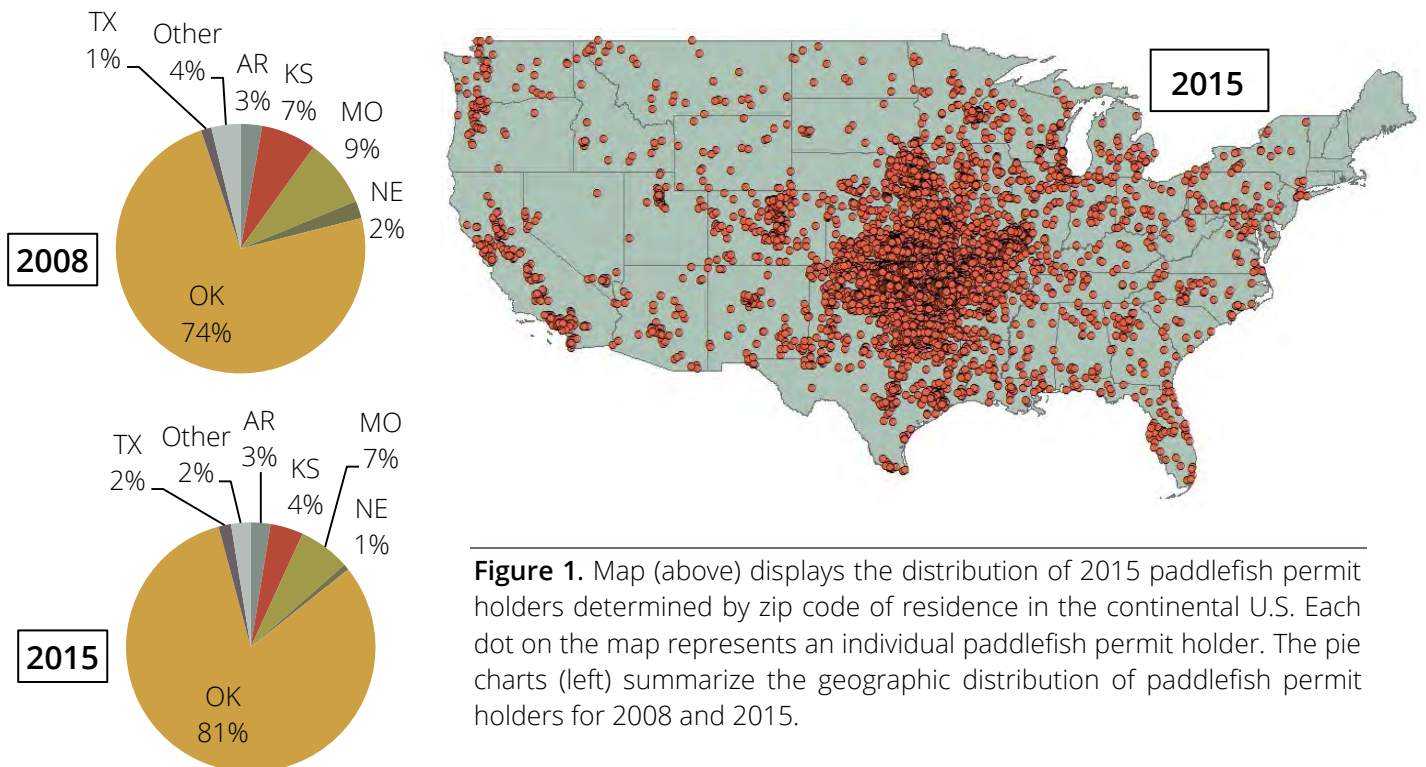 TX
1%
Other
4%
AR
3%
KS
7%
MO
9%
NE
2%
2008
OK
74%
2015
TX
2%
Other
2%
AR
3%
KS
4%
MO
7%
NE
1%
2015
OK
81%
Figure 1. Map (above) displays the distribution of 2015 paddlefish permit
holders determined by zip code of residence in the continental U.S. Each
dot on the map represents an individual paddlefish permit holder. The pie
charts (left) summarize the geographic distribution of paddlefish permit
holders for 2008 and 2015.